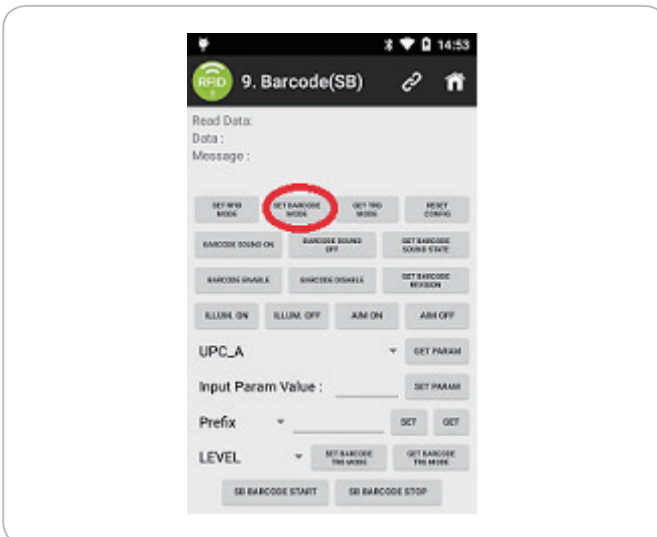 14:53
RFID 9. Barcode(SB)
Read Data:
Data :
Message :
SET RFID MODE SET BARCODE MODE GET TRG MODE RESET CONFIG
BARCODE SOUND ON BARCODE SOUND OFF GET BARCODE SOUND STATE
BARCODE ENABLE BARCODE DISABLE GET BARCODE REVISION
ILLUM. ON ILLUM. OFF AIM ON AIM OFF
UPC_A GET PARAM
Input Param Value : SET PARAM
Prefix SET GET
LEVEL SET BARCODE TRG MODE GET BARCODE TRG MODE
SB BARCODE START SB BARCODE STOP